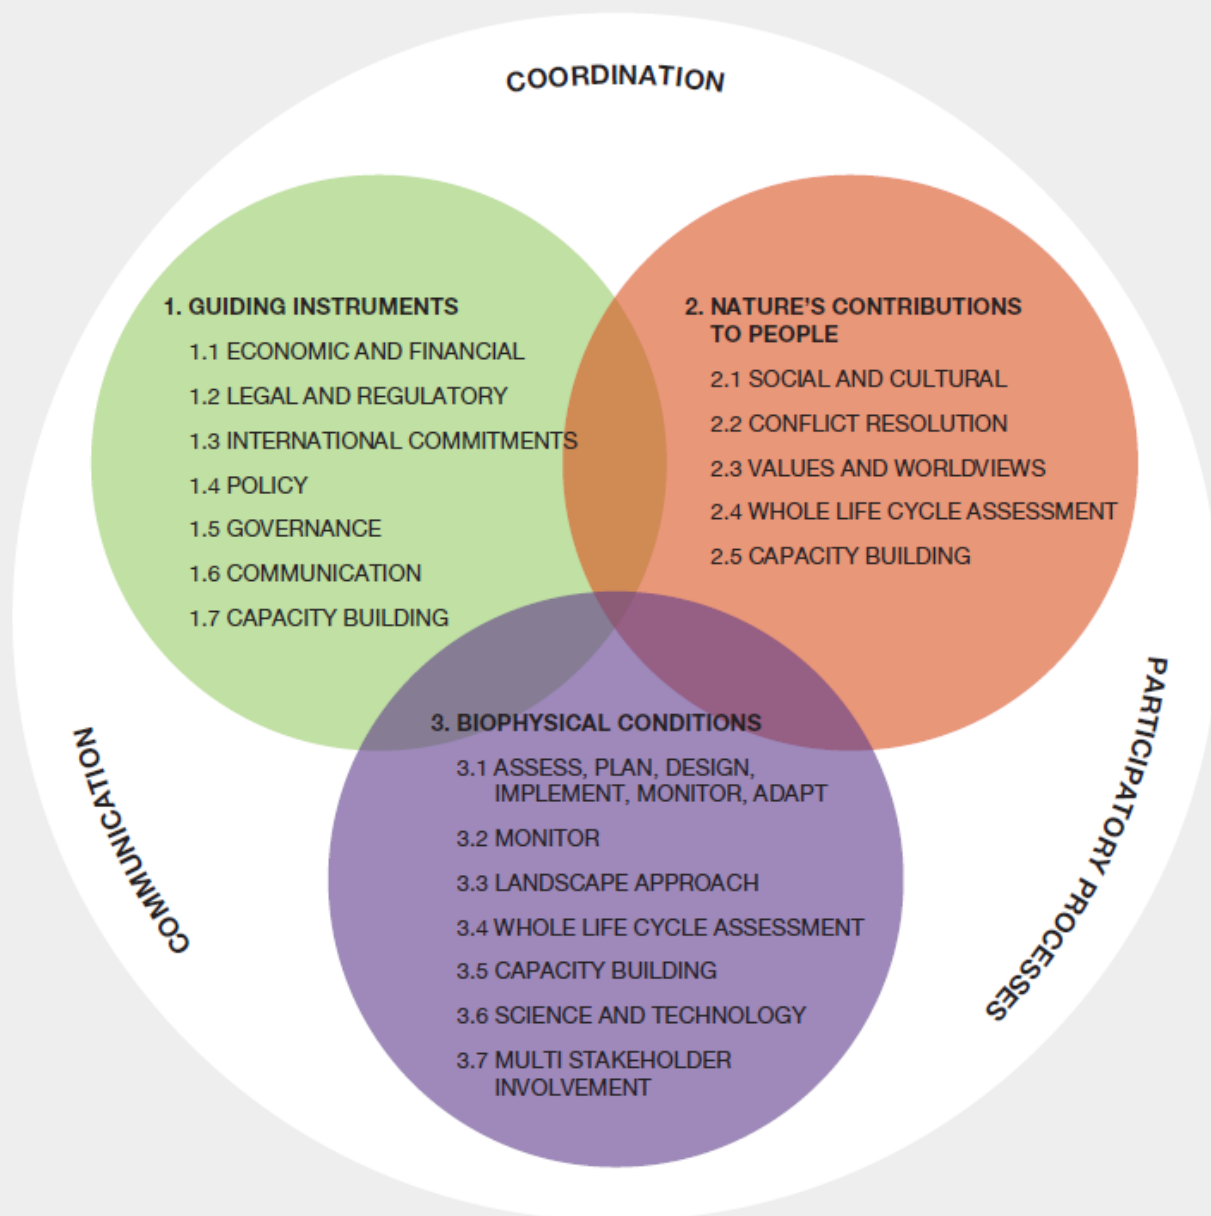 COORDINATION
1. GUIDING INSTRUMENTS
1.1 ECONOMIC AND FINANCIAL
1.2 LEGAL AND REGULATORY
1.3 INTERNATIONAL COMMITMENTS
1.4 POLICY
1.5 GOVERNANCE
1.6 COMMUNICATION
1.7 CAPACITY BUILDING
2. NATURE'S CONTRIBUTIONS
TO PEOPLE
2.1 SOCIAL AND CULTURAL
2.2 CONFLICT RESOLUTION
2.3 VALUES AND WORLDVIEWS
2.4 WHOLE LIFE CYCLE ASSESSMENT
2.5 CAPACITY BUILDING
3. BIOPHYSICAL CONDITIONS
3.1 ASSESS, PLAN, DESIGN,
IMPLEMENT, MONITOR, ADAPT
3.2 MONITOR
3.3 LANDSCAPE APPROACH
3.4 WHOLE LIFE CYCLE ASSESSMENT
3.5 CAPACITY BUILDING
3.6 SCIENCE AND TECHNOLOGY
3.7 MULTI STAKEHOLDER
INVOLVEMENT
COMMUNICATION
PARTICIPATORY PROCESSES